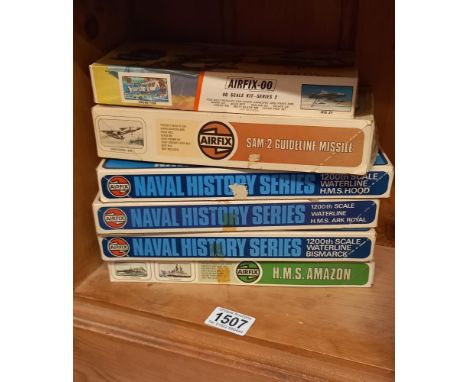 AIRFIX-00
00 SCALE KIT-SERIES 2
AIRFIX
SAM-2 GUIDELINE MISSILE
AIRFIX
NAVAL HISTORY SERIES
1200th SCALE
WATERLINE
H.M.S. HOOD
AIRFIX
NAVAL HISTORY SERIES
1200th SCALE
WATERLINE
H.M.S. ARK ROYAL
AIRFIX
NAVAL HISTORY SERIES
1200th SCALE
WATERLINE
BISMARCK
AIRFIX
H.M.S. AMAZON
1507